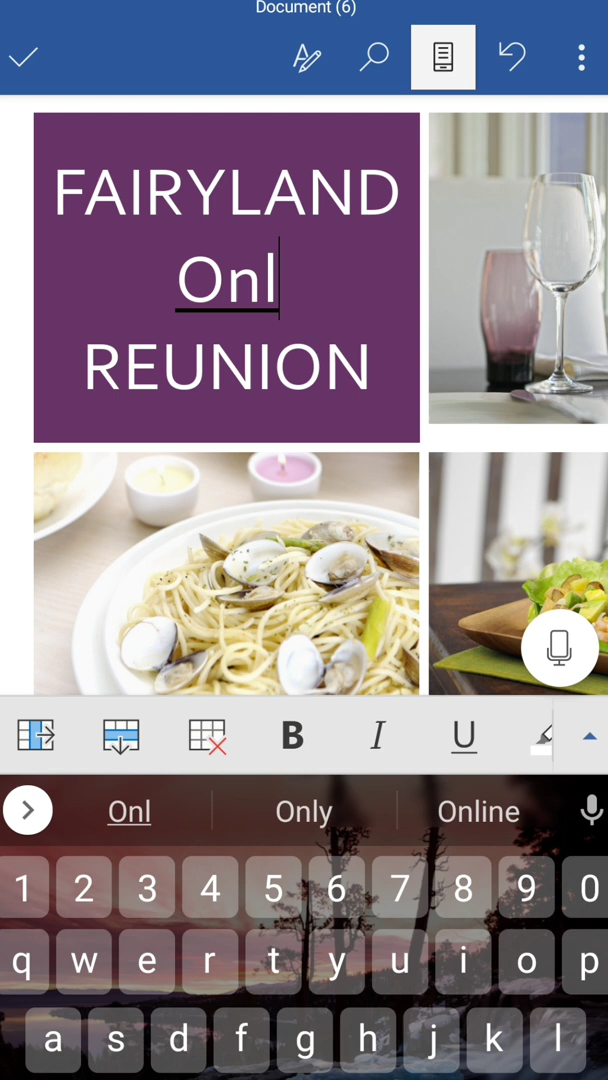 Document (6)
FAIRYLAND
Onl
REUNION
B I U
Onl Only Online
1 2 3 4 5 6 7 8 9 0
q w e r t y u i o p
a s d f g h j k l